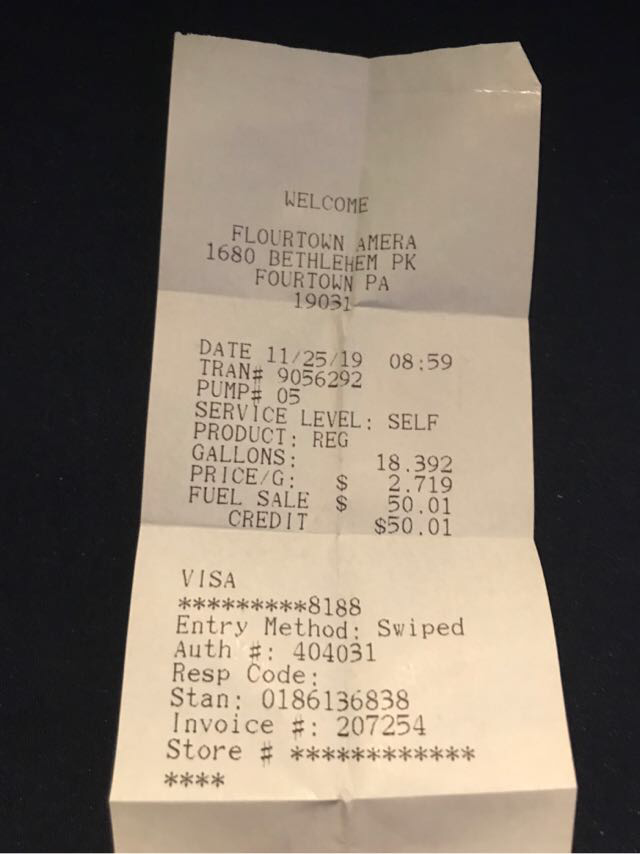 WELCOME
FLOURTOWN AMERA
1680 BETHLEHEM PK
FOURTOWN PA
19031
DATE 11/25/19 08:59
TRAN# 9056292
PUMP# 05
SERVICE LEVEL: SELF
PRODUCT: REG
GALLONS: 18.392
PRICE/G: $ 2.719
FUEL SALE $ 50.01
CREDIT $50.01
VISA
*********8188
Entry Method: Swiped
Auth #: 404031
Resp Code:
Stan: 0186136838
Invoice #: 207254
Store # ************
****